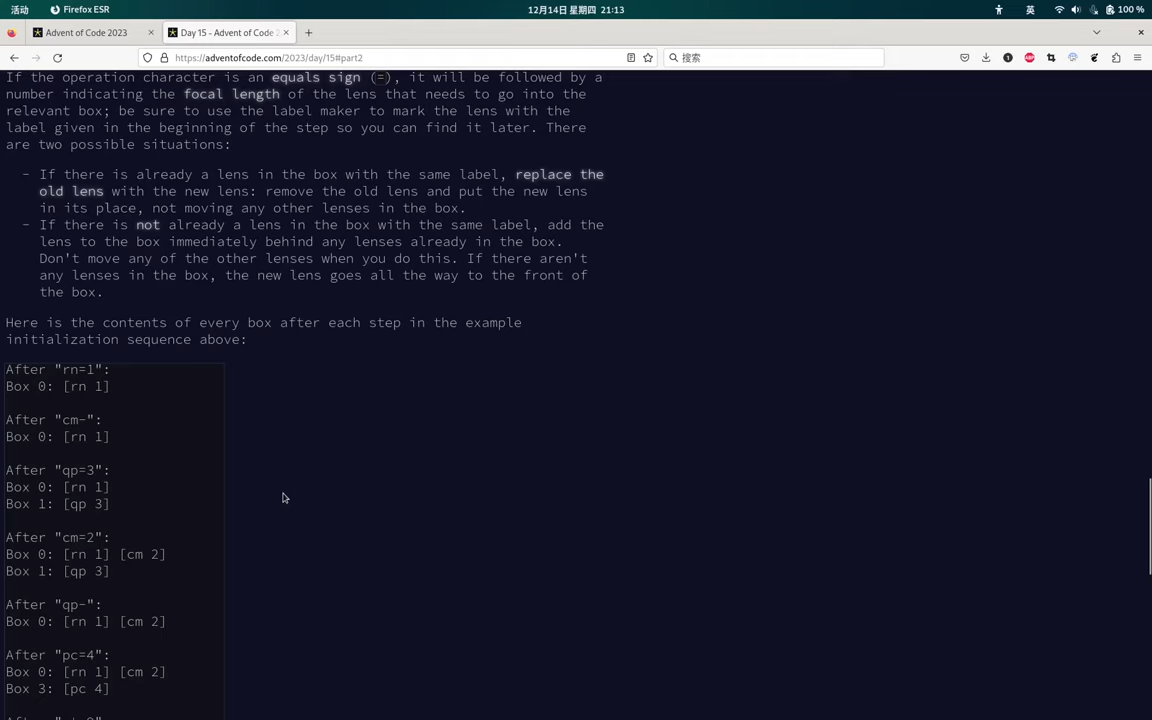 活动
Firefox ESR
12月14日 星期四 21:13
英
100 %
Advent of Code 2023
Day 15 - Advent of Code 2
https://adventofcode.com/2023/day/15#part2
搜索
If the operation character is an equals sign (=), it will be followed by a
number indicating the focal length of the lens that needs to go into the
relevant box; be sure to use the label maker to mark the lens with the
label given in the beginning of the step so you can find it later. There
are two possible situations:
- If there is already a lens in the box with the same label, replace the
old lens with the new lens: remove the old lens and put the new lens
in its place, not moving any other lenses in the box.
- If there is not already a lens in the box with the same label, add the
lens to the box immediately behind any lenses already in the box.
Don't move any of the other lenses when you do this. If there aren't
any lenses in the box, the new lens goes all the way to the front of
the box.
Here is the contents of every box after each step in the example
initialization sequence above:
After "rn=1":
Box 0: [rn 1]
After "cm-":
Box 0: [rn 1]
After "qp=3":
Box 0: [rn 1]
Box 1: [qp 3]
After "cm=2":
Box 0: [rn 1] [cm 2]
Box 1: [qp 3]
After "qp-":
Box 0: [rn 1] [cm 2]
After "pc=4":
Box 0: [rn 1] [cm 2]
Box 3: [pc 4]